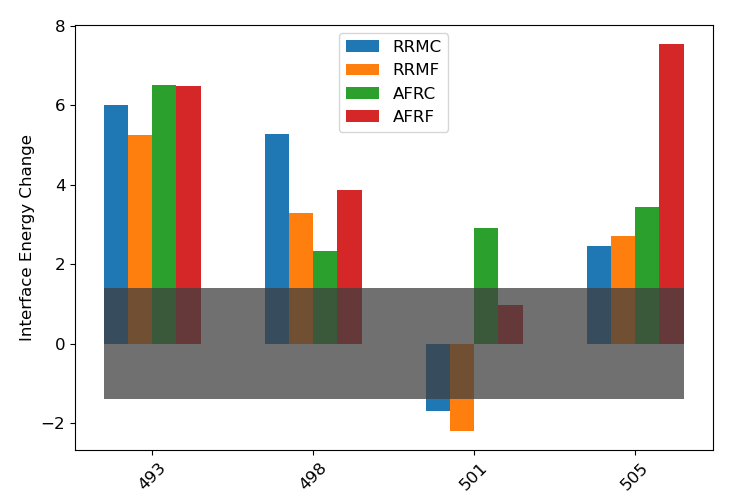 Interface Energy Change
8
6
4
2
0
−2
RRMC
RRMF
AFRC
AFRF
493
498
501
505